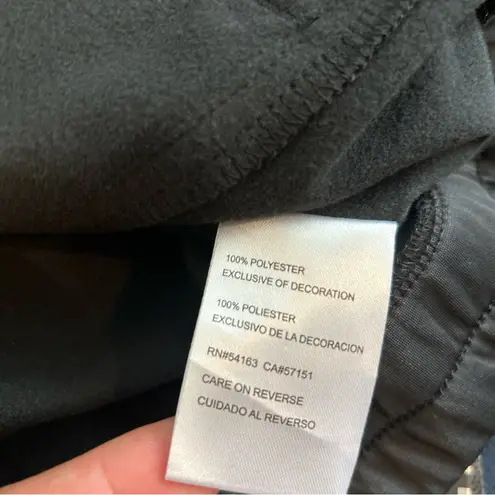 100% POLYESTER
EXCLUSIVE OF DECORATION
100% POLIESTER
EXCLUSIVO DE LA DECORACION
RN#54163 CA#57151
CARE ON REVERSE
CUIDADO AL REVERSO